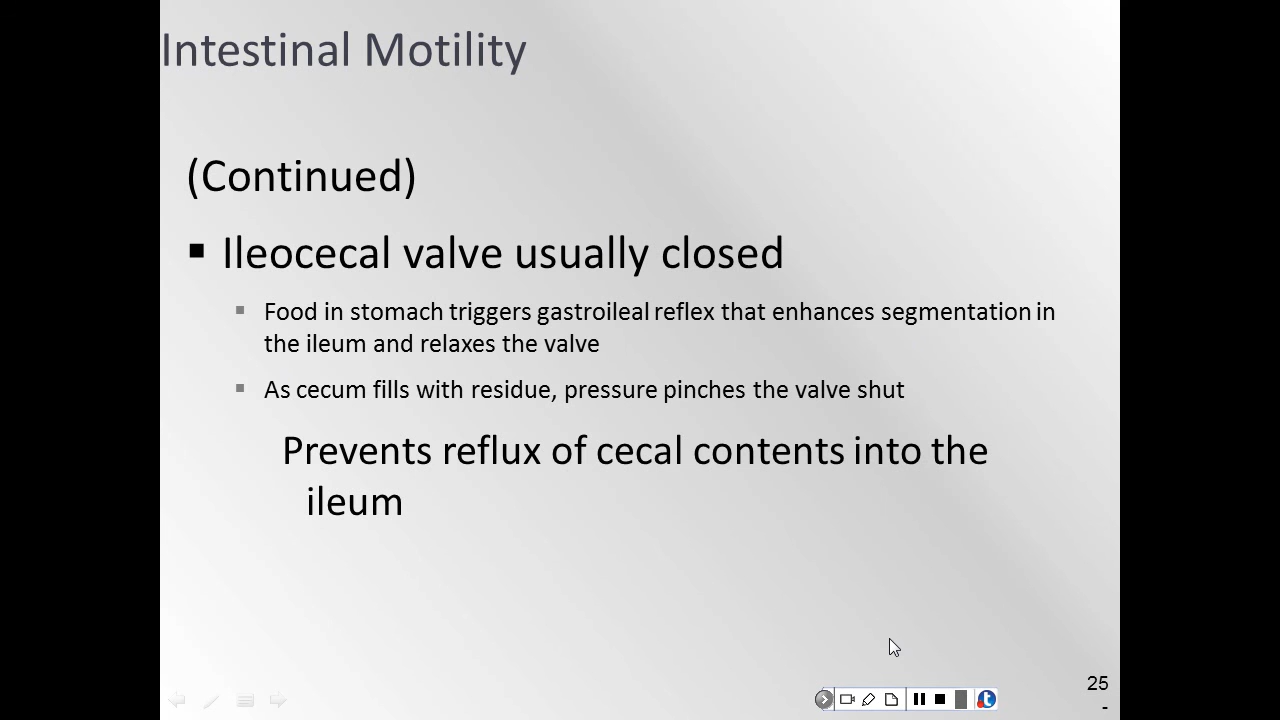 Intestinal Motility
(Continued)
▪ Ileocecal valve usually closed
▪ Food in stomach triggers gastroileal reflex that enhances segmentation in
the ileum and relaxes the valve
▪ As cecum fills with residue, pressure pinches the valve shut
Prevents reflux of cecal contents into the
ileum
25
-
t